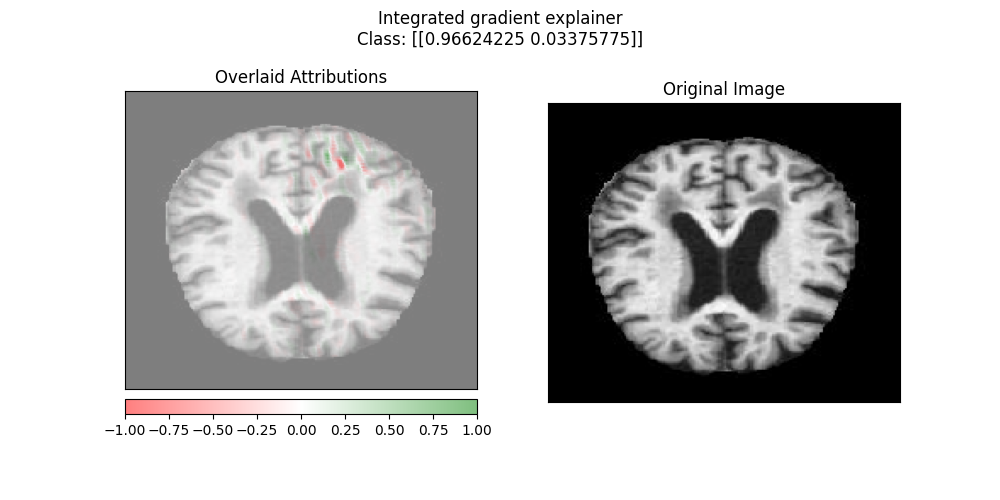 Integrated gradient explainer
Class: [[0.96624225 0.03375775]]
Overlaid Attributions
Original Image
−1.00 −0.75 −0.50 −0.25 0.00 0.25 0.50 0.75 1.00